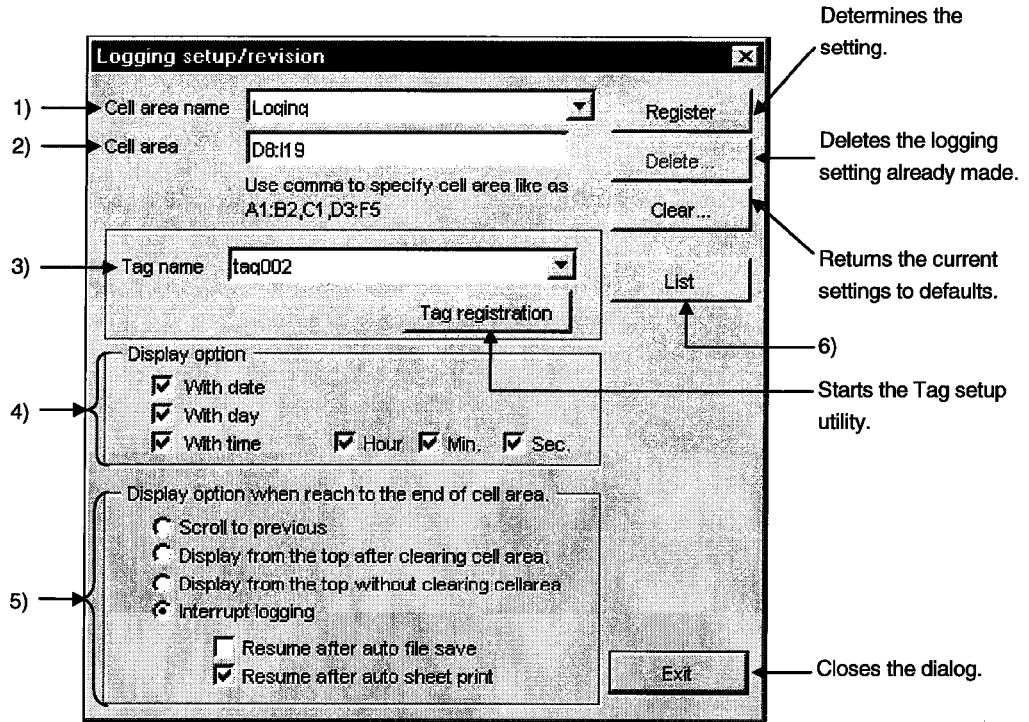 Determines the
setting.
Logging setup/revision
1)
Cell area name
Loqinq
Register
2)
Cell area
D8:I19
Delete...
Deletes the logging
setting already made.
Use comma to specify cell area like as
A1:B2,C1,D3:F5
Clear...
3)
Tag name
taq002
List
Returns the current
settings to defaults.
Tag registration
6)
Display option
Starts the Tag setup
utility.
4)
With date
With day
With time
Hour
Min.
Sec.
Display option when reach to the end of cell area.
5)
Scroll to previous
Display from the top after clearing cell area.
Display from the top without clearing cellarea
Interrupt logging
Resume after auto file save
Resume after auto sheet print
Exit
Closes the dialog.